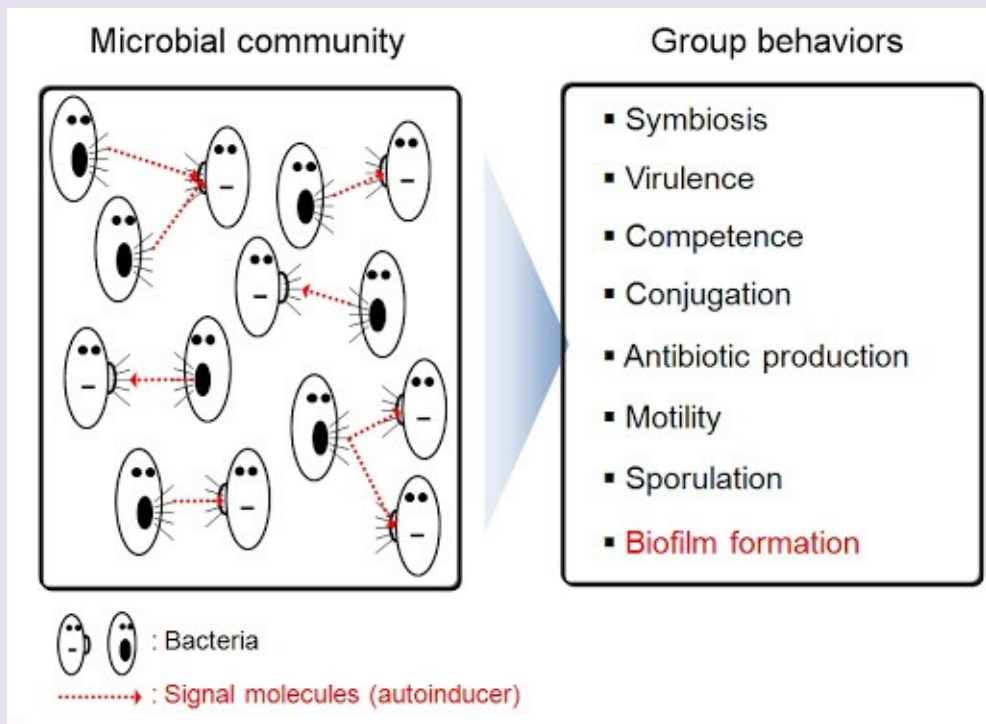 Microbial community
Group behaviors
▪ Symbiosis
▪ Virulence
▪ Competence
▪ Conjugation
▪ Antibiotic production
▪ Motility
▪ Sporulation
▪ Biofilm formation
: Bacteria
: Signal molecules (autoinducer)